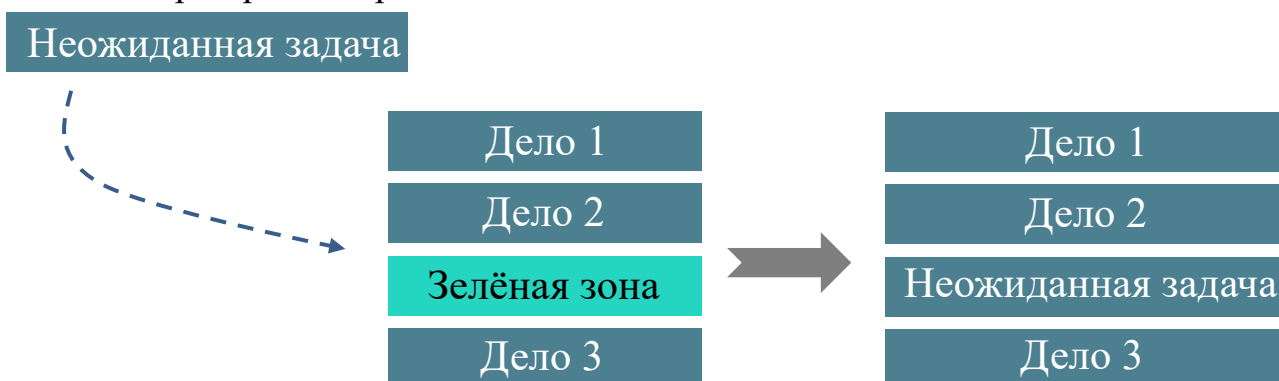 Неожиданная задача
Дело 1
Дело 2
Зелёная зона
Дело 3
Дело 1
Дело 2
Неожиданная задача
Дело 3